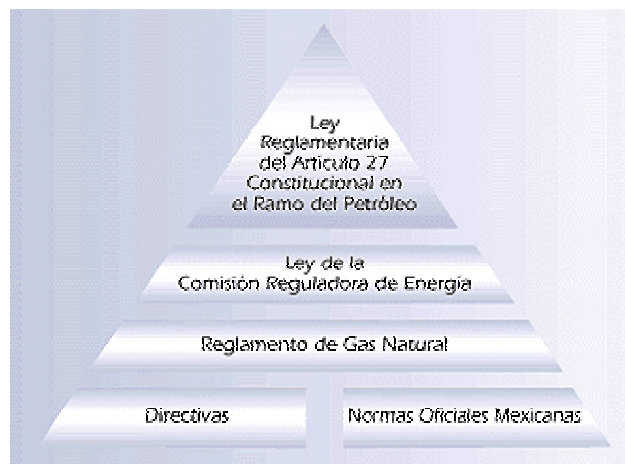 Ley
Reglamentaria
del Artículo 27
Constitucional en
el Ramo del Petróleo
Ley de la
Comisión Reguladora de Energía
Reglamento de Gas Natural
Directivas
Normas Oficiales Mexicanas